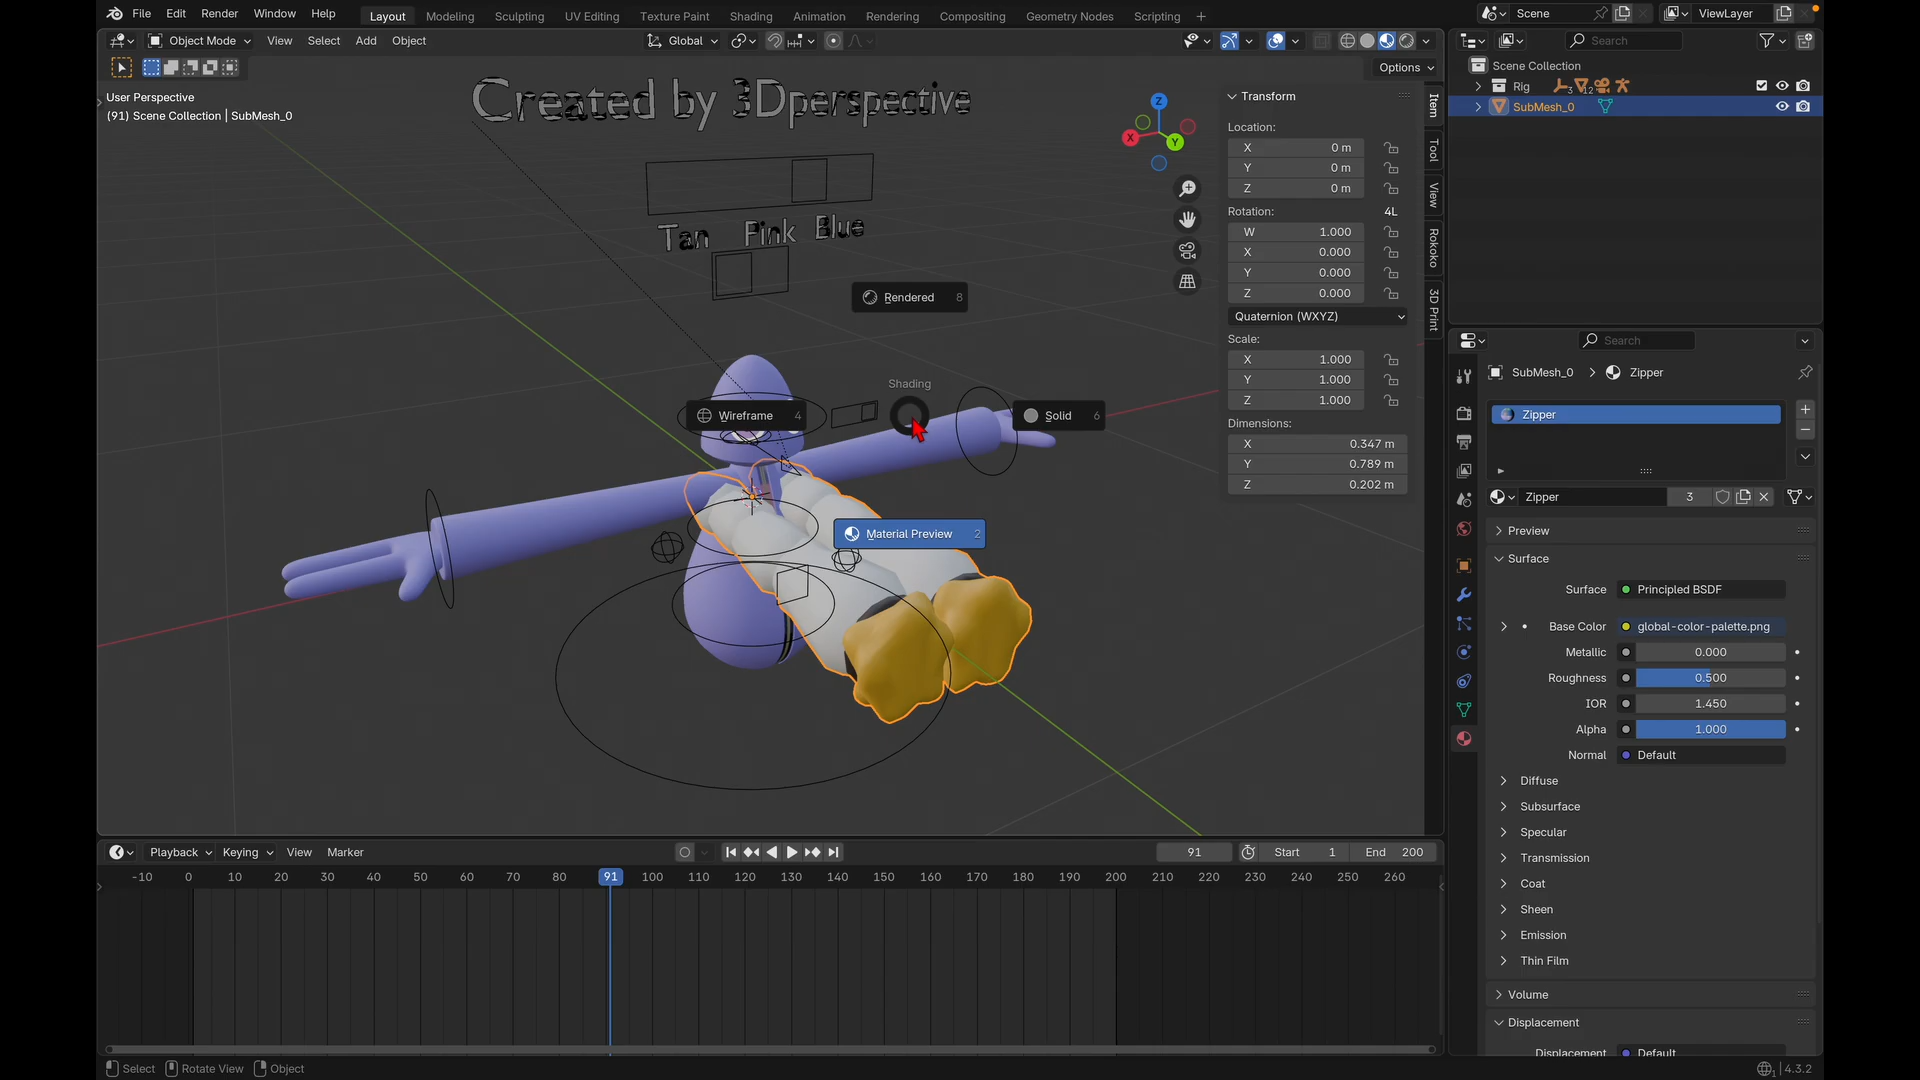 File Edit Render Window Help
Layout Modeling Sculpting UV Editing Texture Paint Shading Animation Rendering Compositing Geometry Nodes Scripting +
Scene
ViewLayer
Object Mode View Select Add Object
Global
Options
User Perspective
(91) Scene Collection | SubMesh_0
Created by 3Dperspective
Tan Pink Blue
Z
X
Y
Rendered 8
Shading
Wireframe 4
Solid 6
Material Preview 2
Transform
Location:
X 0 m
Y 0 m
Z 0 m
Rotation: 4L
W 1.000
X 0.000
Y 0.000
Z 0.000
Quaternion (WXYZ)
Scale:
X 1.000
Y 1.000
Z 1.000
Dimensions:
X 0.347 m
Y 0.789 m
Z 0.202 m
Item
Tool
View
Rokoko
3D Print
Search
Scene Collection
Rig 3 12
SubMesh_0
Search
SubMesh_0 > Zipper
Zipper
Zipper 3
Preview
Surface
Surface Principled BSDF
Base Color global-color-palette.png
Metallic 0.000
Roughness 0.500
IOR 1.450
Alpha 1.000
Normal Default
Diffuse
Subsurface
Specular
Transmission
Coat
Sheen
Emission
Thin Film
Volume
Displacement
Displacement Default
Playback Keying View Marker
91 Start 1 End 200
-10 0 10 20 30 40 50 60 70 80 91 100 110 120 130 140 150 160 170 180 190 200 210 220 230 240 250 260
Select Rotate View Object
4.3.2